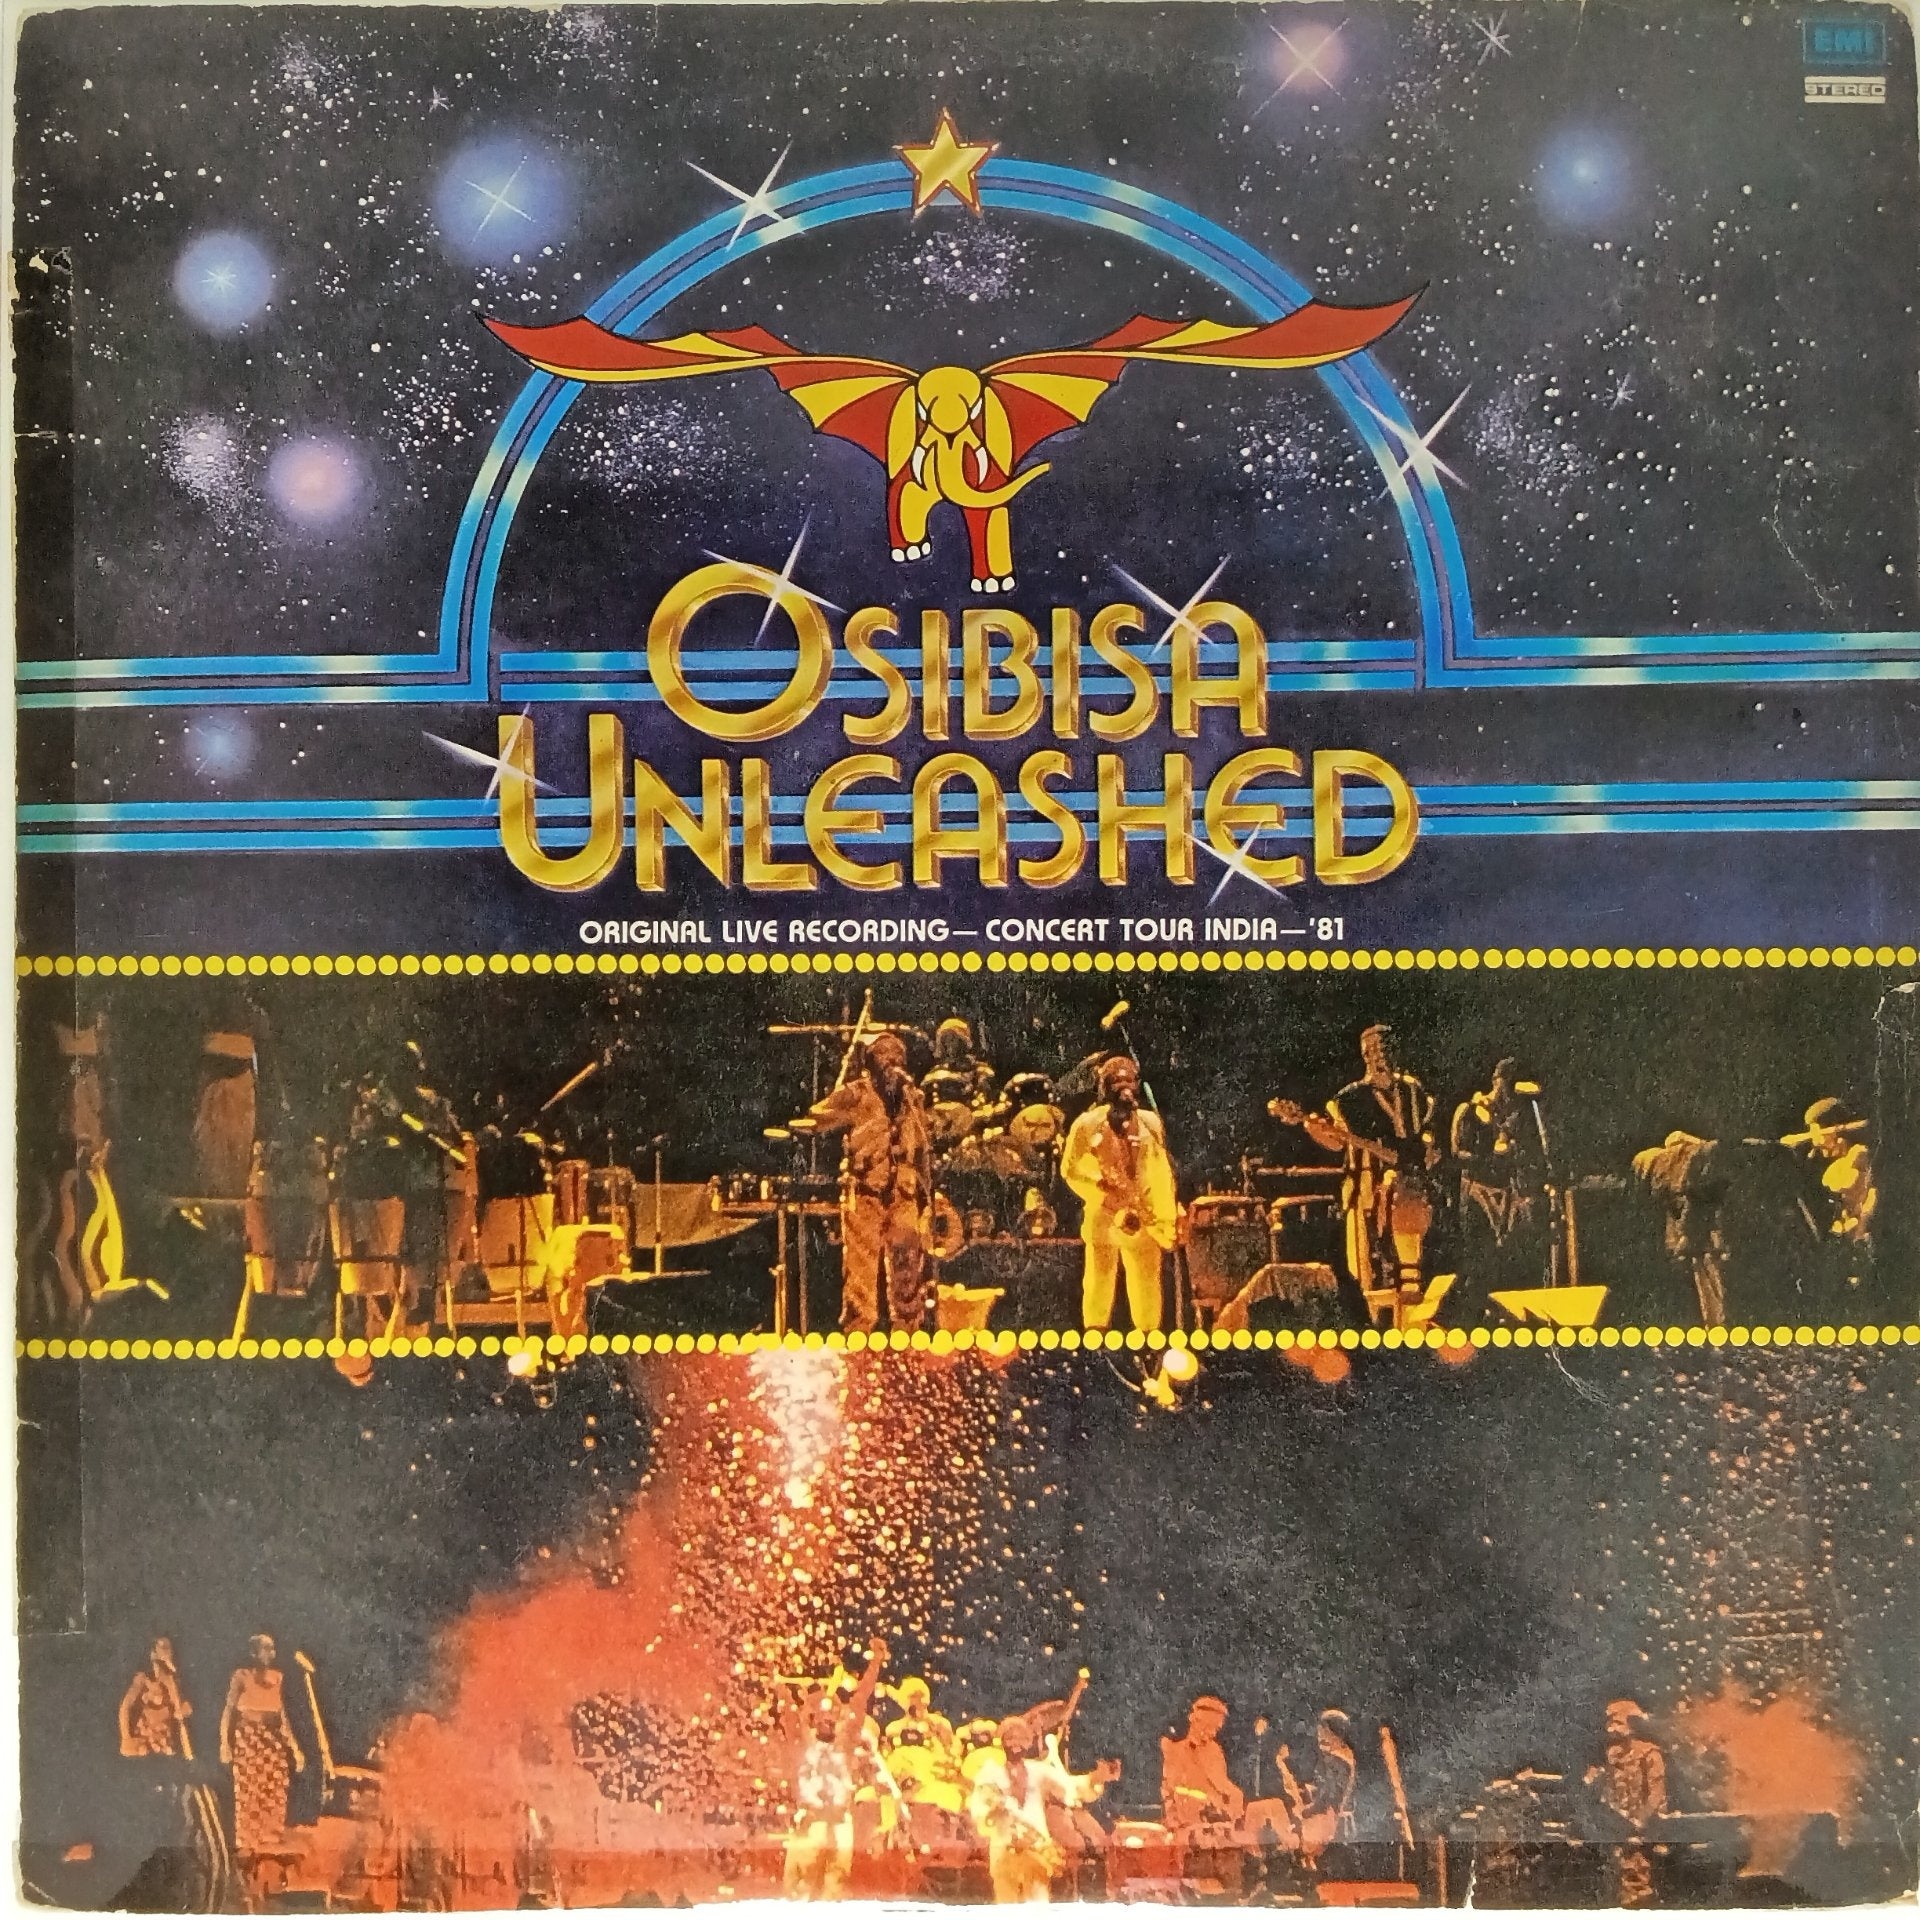 EMI
STEREO
OSIBISA
UNLEASHED
ORIGINAL LIVE RECORDING—CONCERT TOUR INDIA—'81